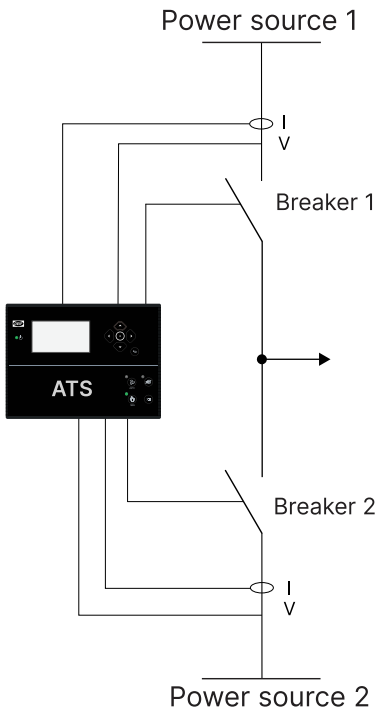 Power source 1
I
V
Breaker 1
ATS
Breaker 2
I
V
Power source 2